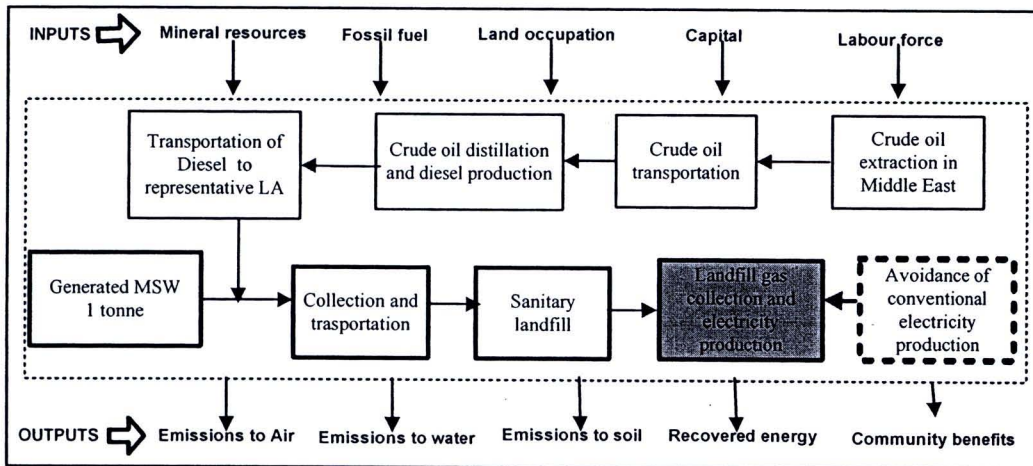 INPUTS
Mineral resources
Fossil fuel
Land occupation
Capital
Labour force
Transportation of
Diesel to
representative LA
Crude oil distillation
and diesel production
Crude oil
transportation
Crude oil
extraction in
Middle East
Generated MSW
1 tonne
Collection and
trasportation
Sanitary
landfill
Landfill gas
collection and
electricity
production
Avoidance of
conventional
electricity
production
OUTPUTS
Emissions to Air
Emissions to water
Emissions to soil
Recovered energy
Community benefits